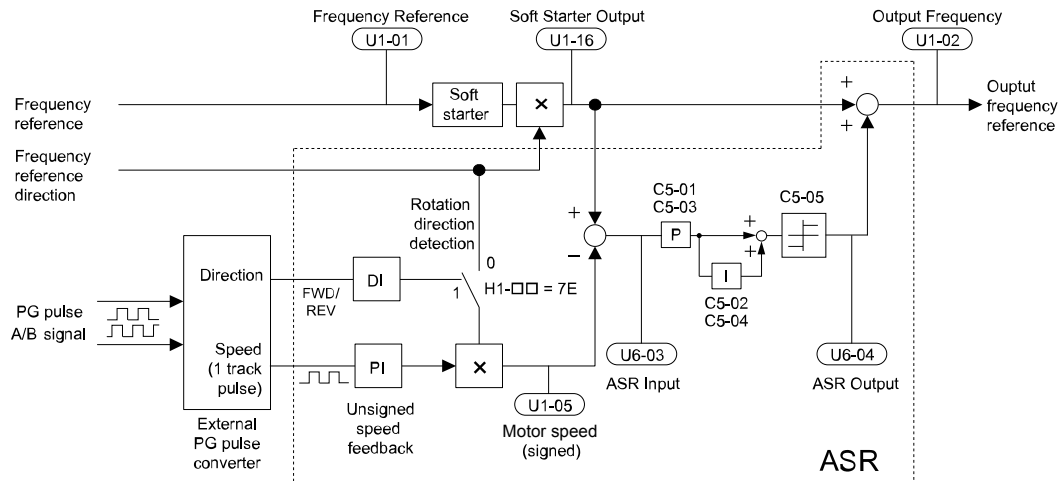 Frequency Reference
U1-01
Soft Starter Output
U1-16
Output Frequency
U1-02
Frequency
reference
Soft
starter
×
+
+
Ouptut
frequency
reference
Frequency
reference
direction
Rotation
direction
detection
C5-01
C5-03
C5-05
+
−
P
+
+
I
C5-02
C5-04
0
1
H1-□□ = 7E
Direction
FWD/
REV
DI
PG pulse
A/B signal
Speed
(1 track
pulse)
PI
×
U6-03
ASR Input
U6-04
ASR Output
U1-05
Motor speed
(signed)
Unsigned
speed
feedback
External
PG pulse
converter
ASR